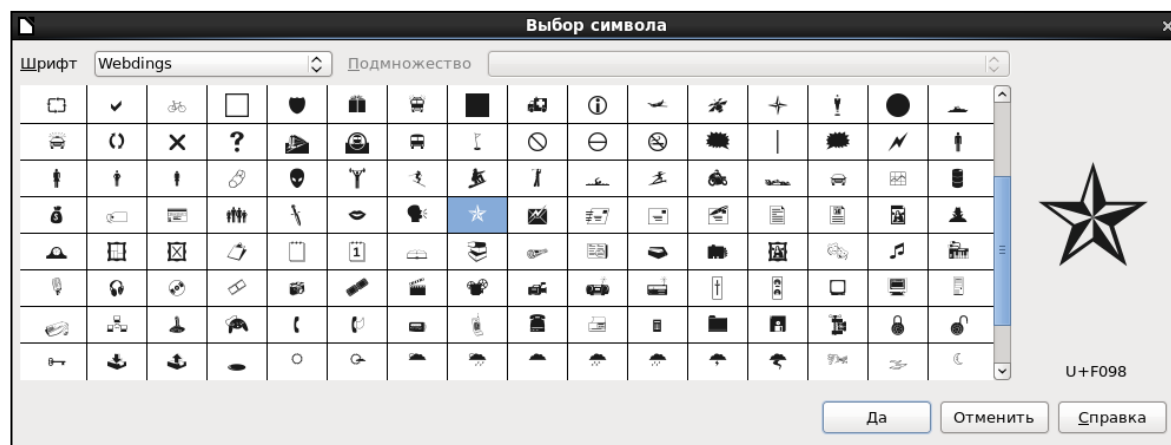 Выбор символа
Шрифт Webdings Подмножество
U+F098
Да Отменить Справка